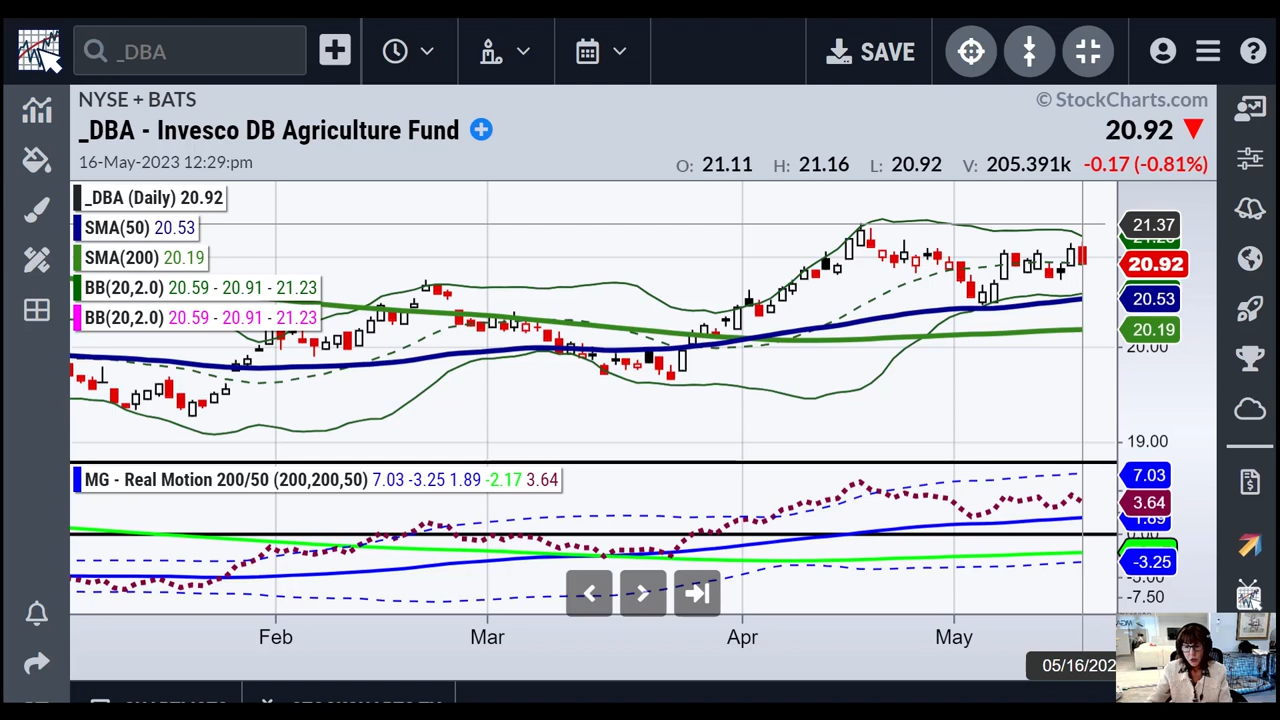 _DBA
SAVE
NYSE + BATS
© StockCharts.com
_DBA - Invesco DB Agriculture Fund
20.92
16-May-2023 12:29:pm
O: 21.11 H: 21.16 L: 20.92 V: 205.391k -0.17 (-0.81%)
_DBA (Daily) 20.92
SMA(50) 20.53
SMA(200) 20.19
BB(20,2.0) 20.59 - 20.91 - 21.23
BB(20,2.0) 20.59 - 20.91 - 21.23
21.37
20.92
20.53
20.19
20.00
19.00
MG - Real Motion 200/50 (200,200,50) 7.03 -3.25 1.89 -2.17 3.64
7.03
3.64
1.89
-3.25
-5.00
-7.50
Feb
Mar
Apr
May
05/16/202